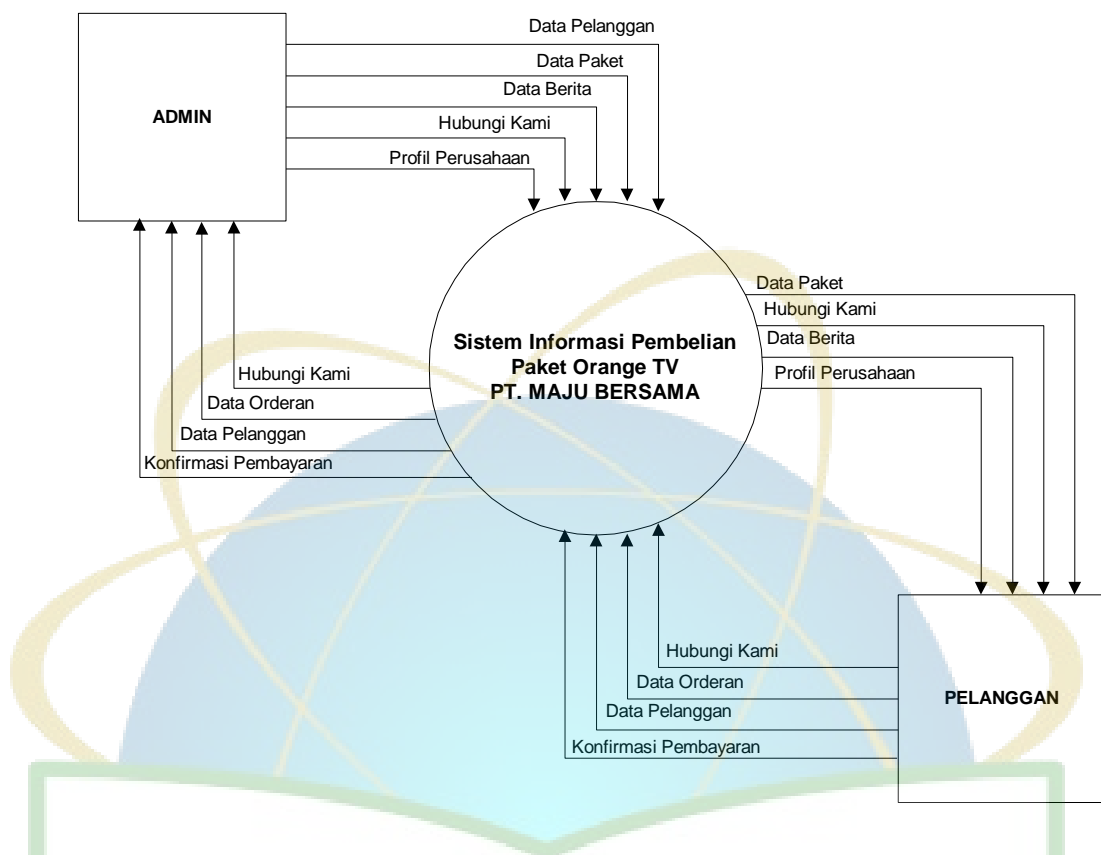 Data Pelanggan
Data Paket
Data Berita
ADMIN
Hubungi Kami
Profil Perusahaan
Data Paket
Hubungi Kami
Data Berita
Profil Perusahaan
Sistem Informasi Pembelian
Paket Orange TV
PT. MAJU BERSAMA
Hubungi Kami
Data Orderan
Data Pelanggan
Konfirmasi Pembayaran
Hubungi Kami
Data Orderan
Data Pelanggan
Konfirmasi Pembayaran
PELANGGAN